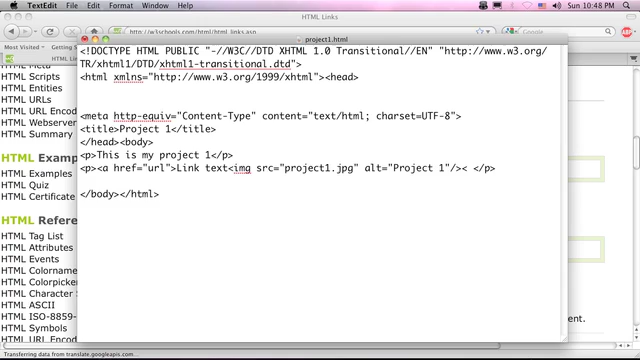 TextEdit File Edit Format Window Help Sun 10:48 PM
HTML Links
http://w3schools.com/html/html_links.asp
Google
Most Visited
project1.html
<!DOCTYPE HTML PUBLIC "-//W3C//DTD XHTML 1.0 Transitional//EN" "http://www.w3.org/
TR/xhtml1/DTD/xhtml1-transitional.dtd">
<html xmlns="http://www.w3.org/1999/xhtml"><head>
<meta http-equiv="Content-Type" content="text/html; charset=UTF-8">
<title>Project 1</title>
</head><body>
<p>This is my project 1</p>
<p><a href="url">Link text<img src="project1.jpg" alt="Project 1"/>< </p>
</body></html>
HTML Scripts
HTML Entities
HTML URLs
HTML URL Encod
HTML Webserver
HTML Summary
HTML Examp
HTML Examples
HTML Quiz
HTML Certificate
HTML Refere
HTML Tag List
HTML Attributes
HTML Events
HTML Colorname
HTML Colorpicker
HTML Character
HTML ASCII
HTML ISO-8859-
HTML Symbols
HTML URL Encod
ent.
Transferring data from translate.googleapis.com...